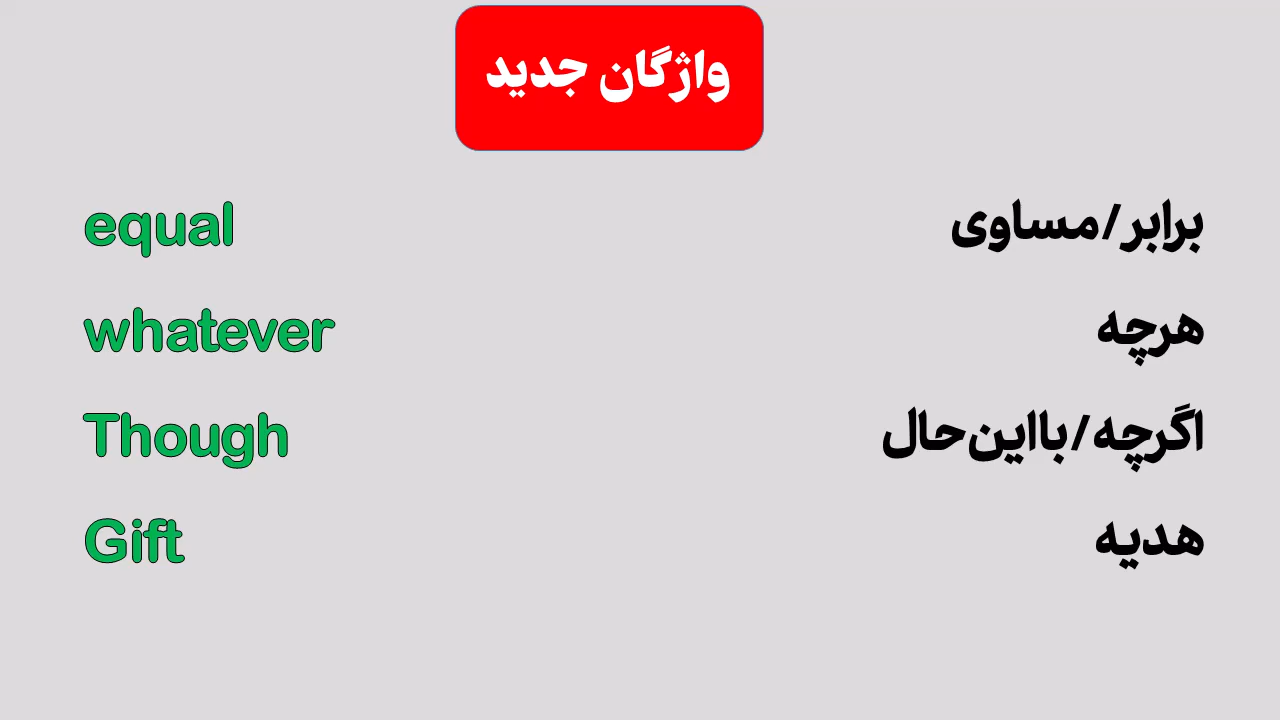 واژگان جدید
equal برابر/مساوی
whatever هرچه
Though اگرچه/بااین‌حال
Gift هدیه